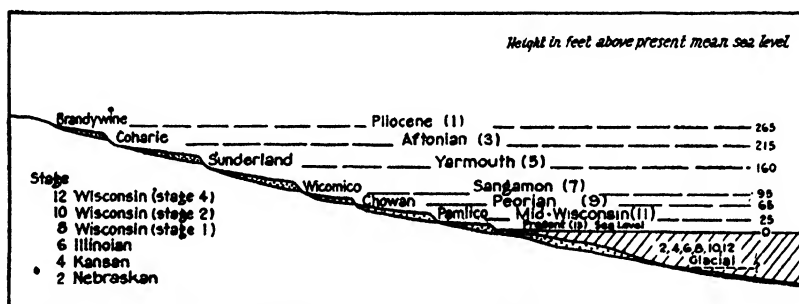 Height in feet above present mean sea level
Brandywine Pliocene (1) 265
Coharie Aftonian (3) 215
Sunderland Yarmouth (5) 160
Wicomico Sangamon (7) 95
Chowan Peorian (9) 65
Pamlico Mid-Wisconsin (11) 25
Present (13) Sea Level 0
2,4,6,8,10,12
Glacial ?
Stage
12 Wisconsin (stage 4)
10 Wisconsin (stage 2)
8 Wisconsin (stage 1)
6 Illinoian
4 Kansan
2 Nebraskan